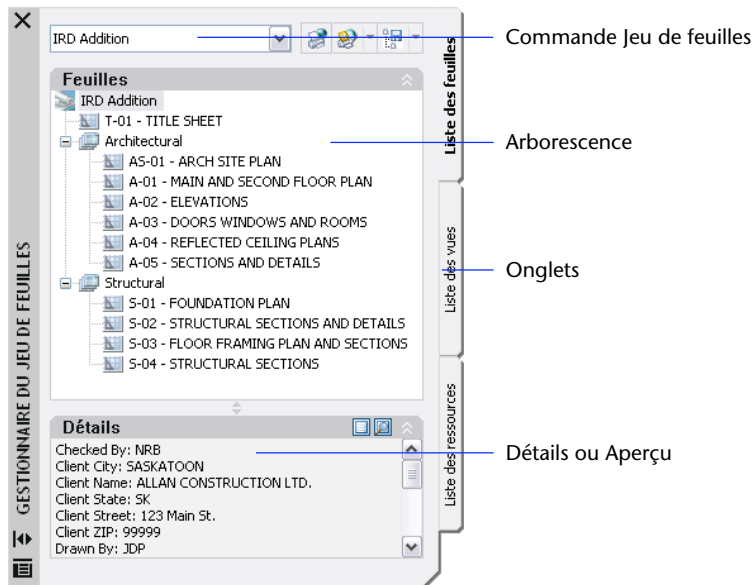 IRD Addition
Commande Jeu de feuilles
Feuilles
IRD Addition
T-01 - TITLE SHEET
Architectural
AS-01 - ARCH SITE PLAN
A-01 - MAIN AND SECOND FLOOR PLAN
A-02 - ELEVATIONS
A-03 - DOORS WINDOWS AND ROOMS
A-04 - REFLECTED CEILING PLANS
A-05 - SECTIONS AND DETAILS
Structural
S-01 - FOUNDATION PLAN
S-02 - STRUCTURAL SECTIONS AND DETAILS
S-03 - FLOOR FRAMING PLAN AND SECTIONS
S-04 - STRUCTURAL SECTIONS
Détails
Checked By: NRB
Client City: SASKATOON
Client Name: ALLAN CONSTRUCTION LTD.
Client State: SK
Client Street: 123 Main St.
Client ZIP: 99999
Drawn By: JDP
GESTIONNAIRE DU JEU DE FEUILLES
Liste des feuilles
Liste des vues
Liste des ressources
Arborescence
Onglets
Détails ou Aperçu